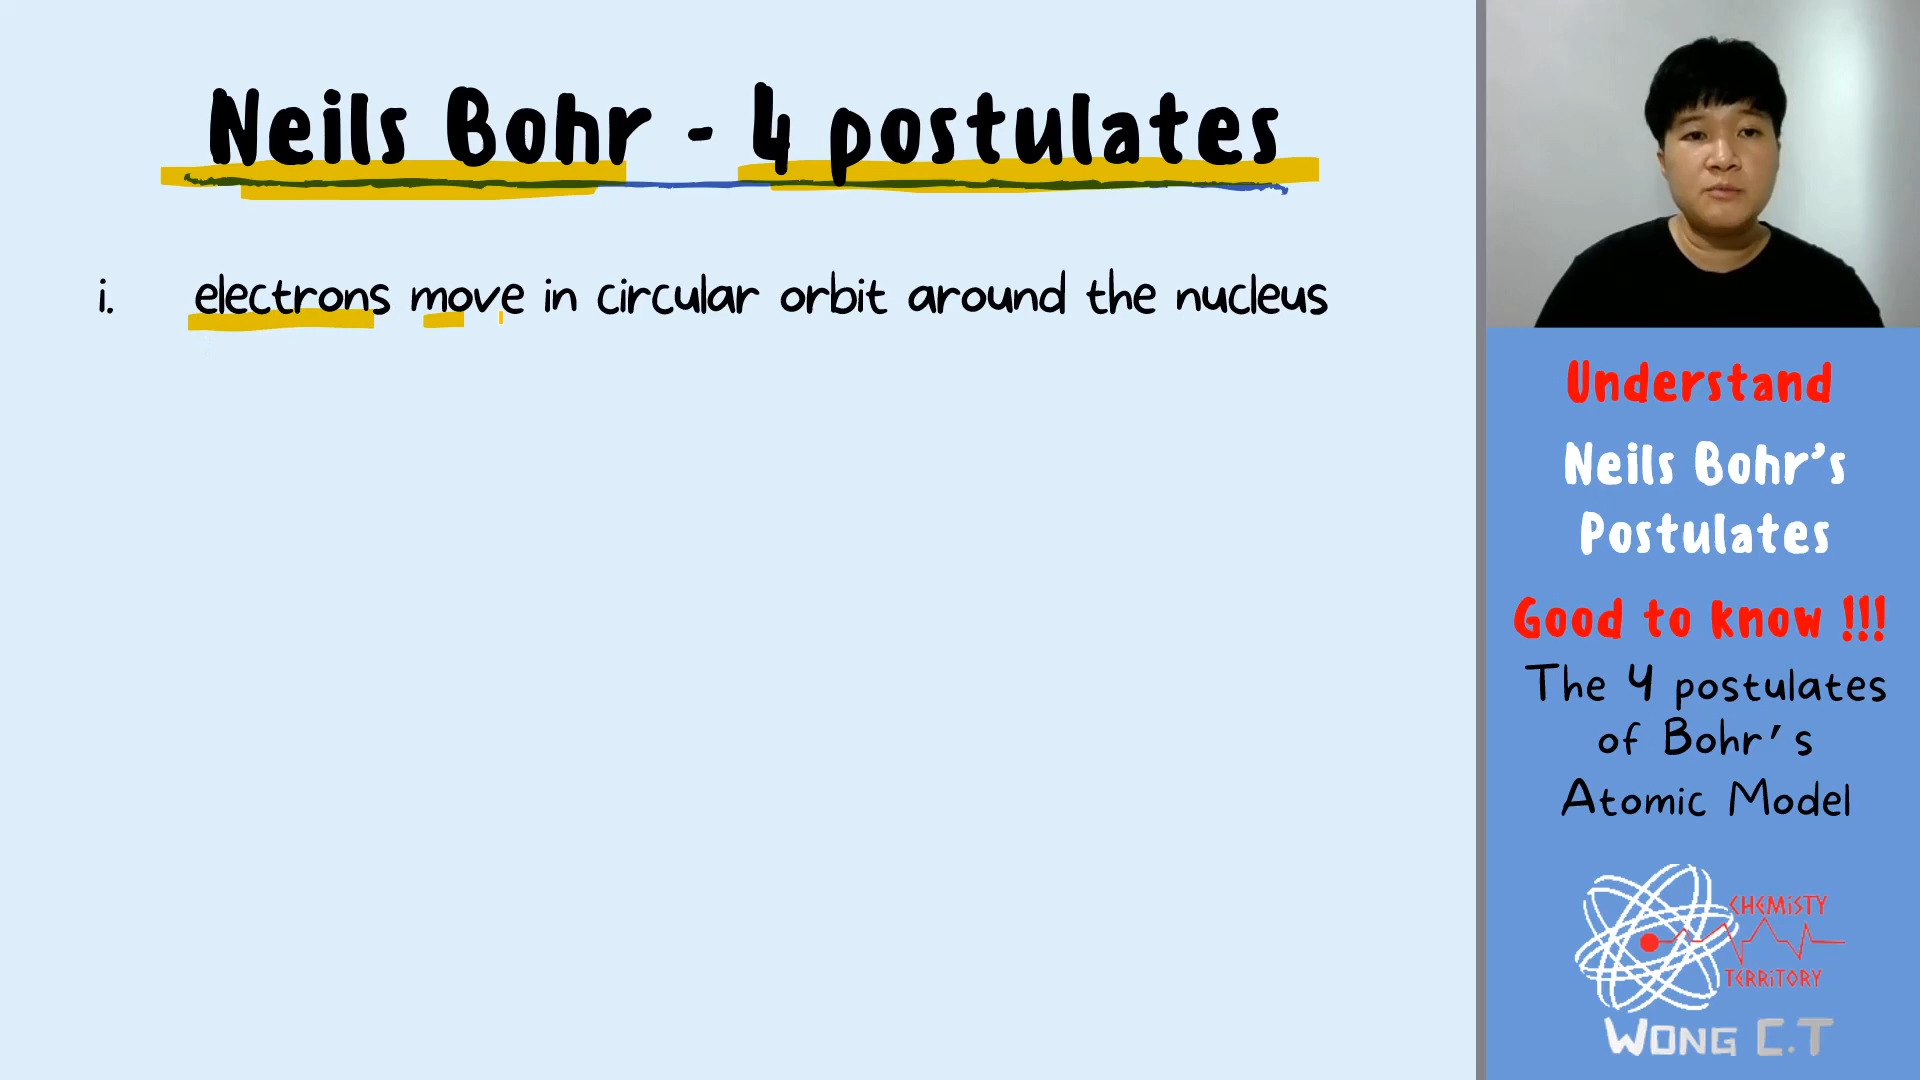 Neils Bohr - 4 postulates
i. electrons move in circular orbit around the nucleus
Understand
Neils Bohr's
Postulates
Good to know !!!
The 4 postulates
of Bohr's
Atomic Model
CHEMiSTY
TERRiTORY
WONG C.T